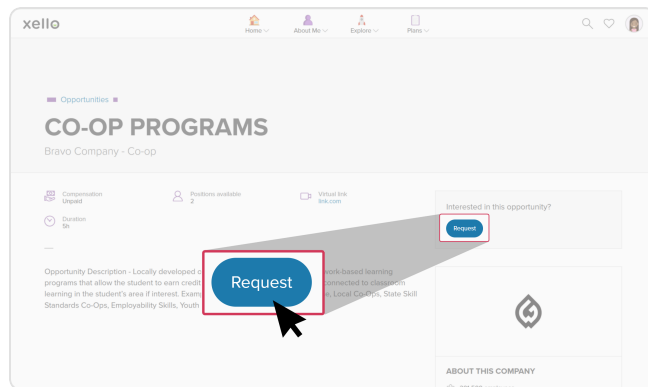 xello
Home
About Me
Explore
Plans
Opportunities
CO-OP PROGRAMS
Bravo Company - Co-op
Compensation
Unpaid
Positions available
2
Virtual link
link.com
Duration
5h
Interested in this opportunity?
Request
Opportunity Description - Locally developed c work-based learning
programs that allow the student to earn credit connected to classroom
learning in the student's area if interest. Examp e, Local Co-Ops, State Skill
Standards Co-Ops, Employability Skills, Youth
Request
ABOUT THIS COMPANY